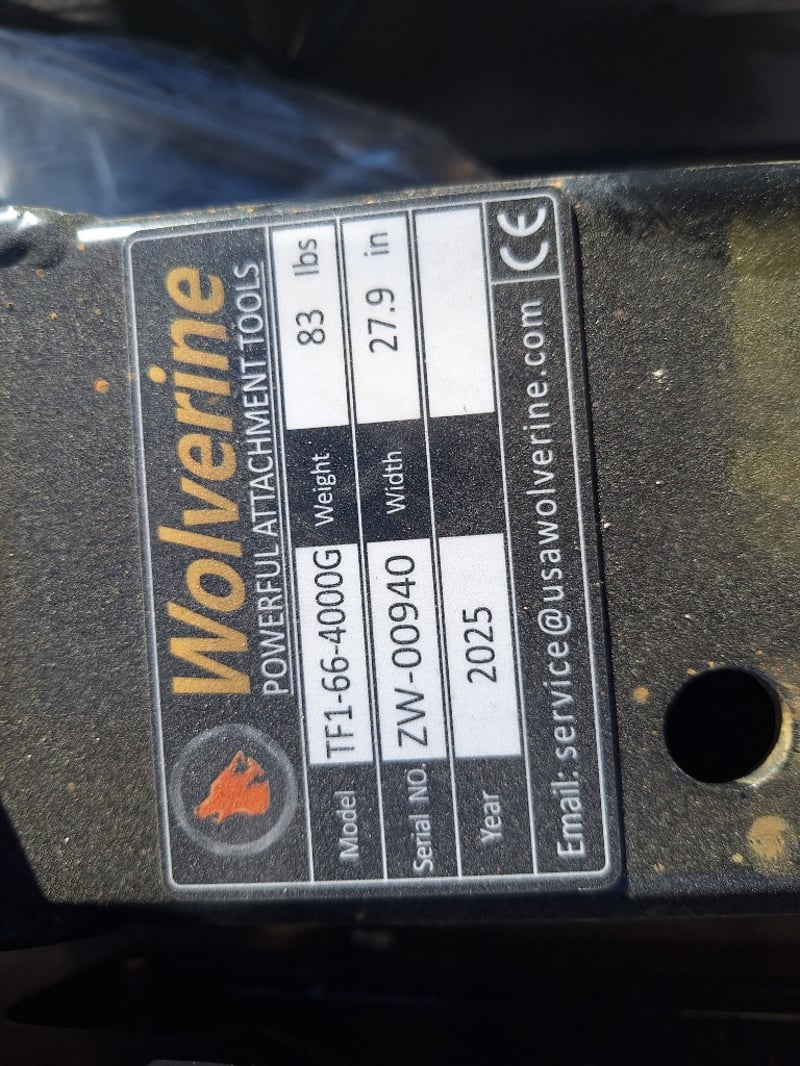 Wolverine
POWERFUL ATTACHMENT TOOLS
Model TF1-66-4000G Weight 83 lbs
Serial NO. ZW-00940 Width 27.9 in
Year 2025
Email: service@usawolverine.com CE